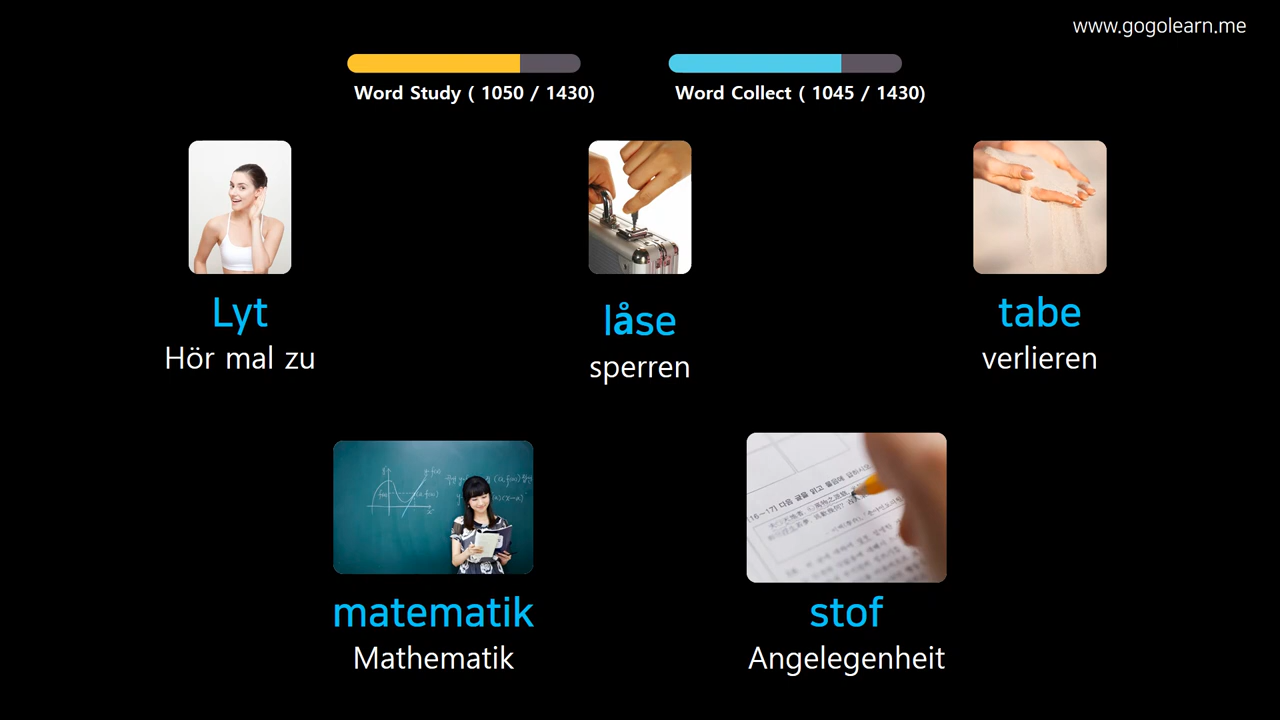 www.gogolearn.me
Word Study ( 1050 / 1430)
Word Collect ( 1045 / 1430)
Lyt
Hör mal zu
låse
sperren
tabe
verlieren
matematik
Mathematik
stof
Angelegenheit